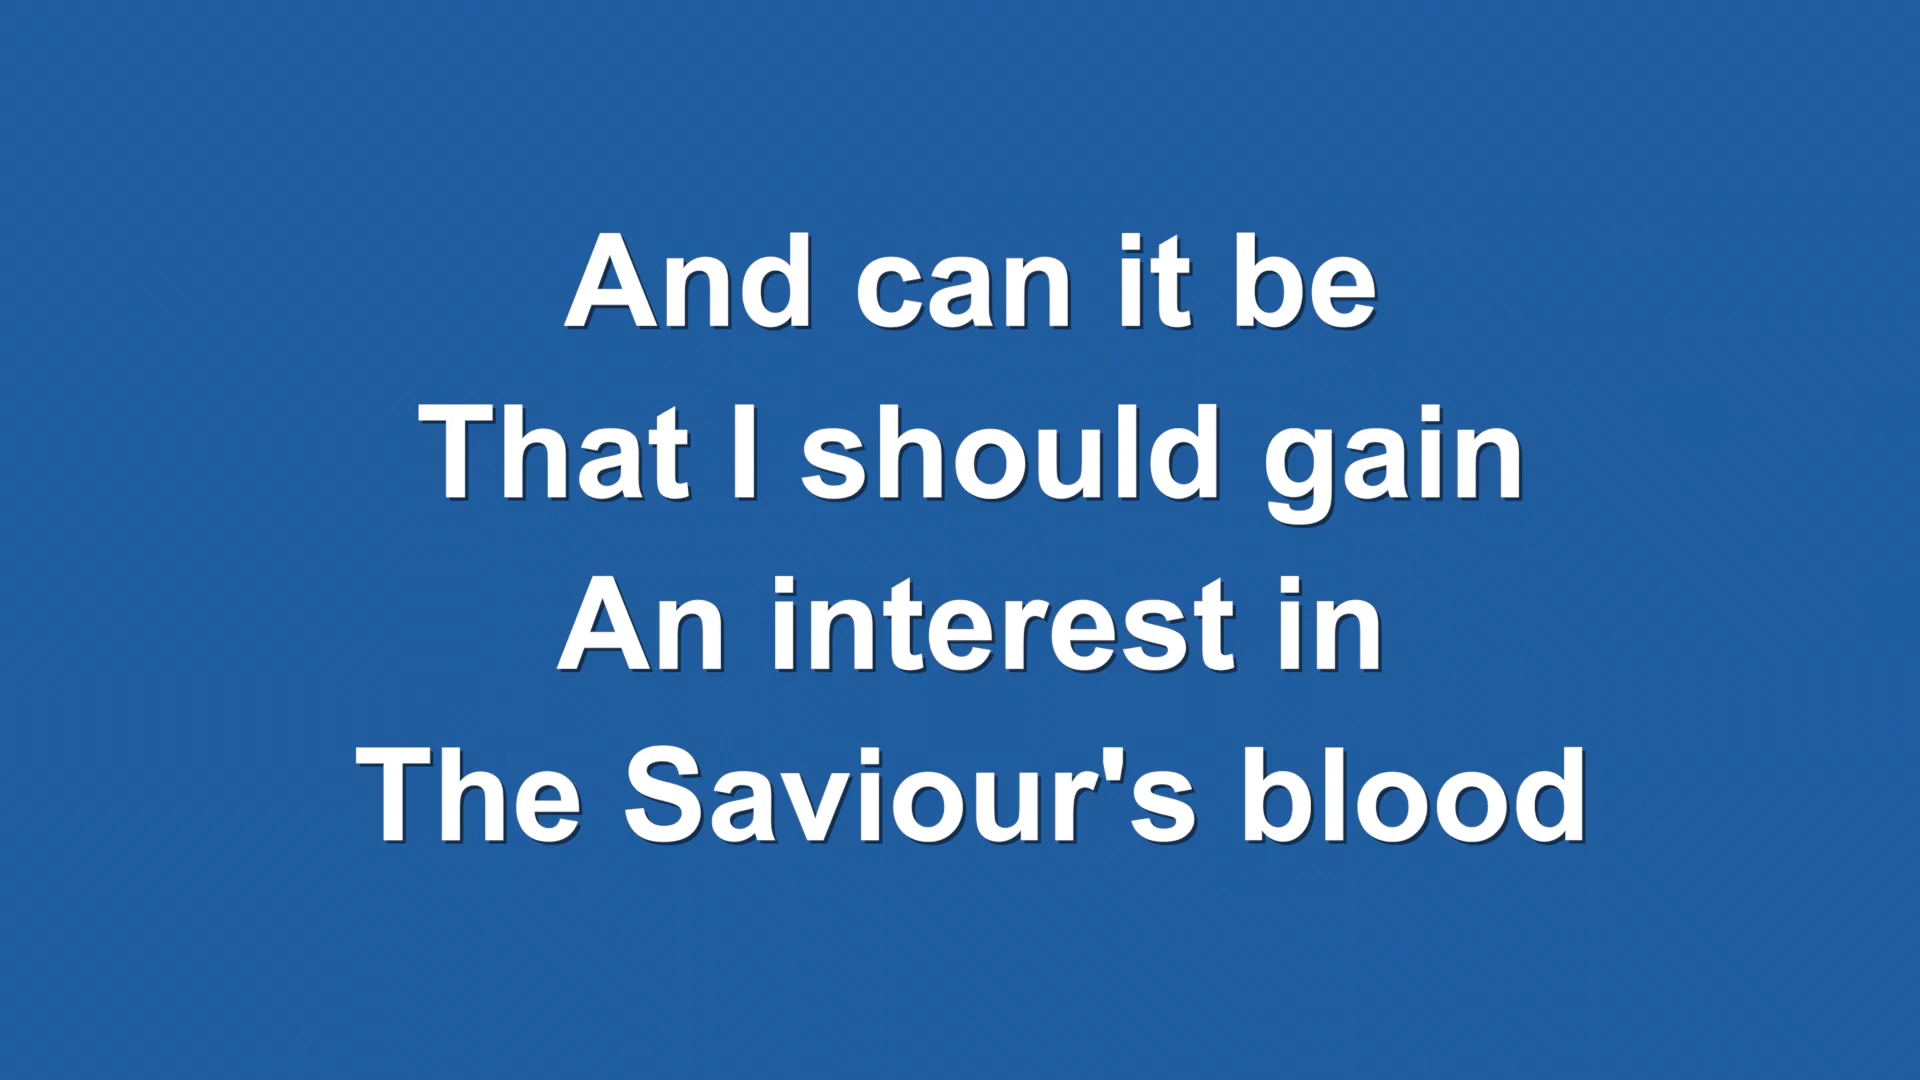 And can it be
That I should gain
An interest in
The Saviour's blood